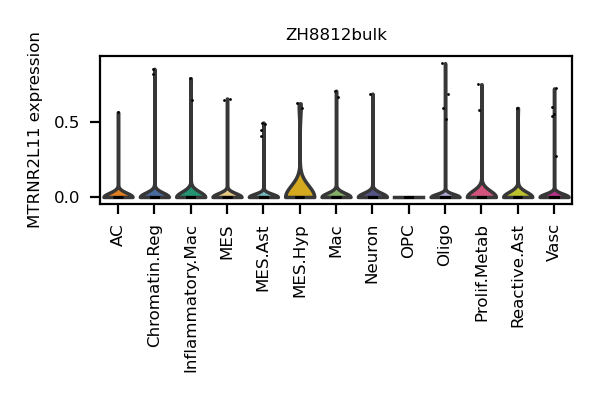 ZH8812bulk
MTRNR2L11 expression
0.5
0.0
AC
Chromatin.Reg
Inflammatory.Mac
MES
MES.Ast
MES.Hyp
Mac
Neuron
OPC
Oligo
Prolif.Metab
Reactive.Ast
Vasc